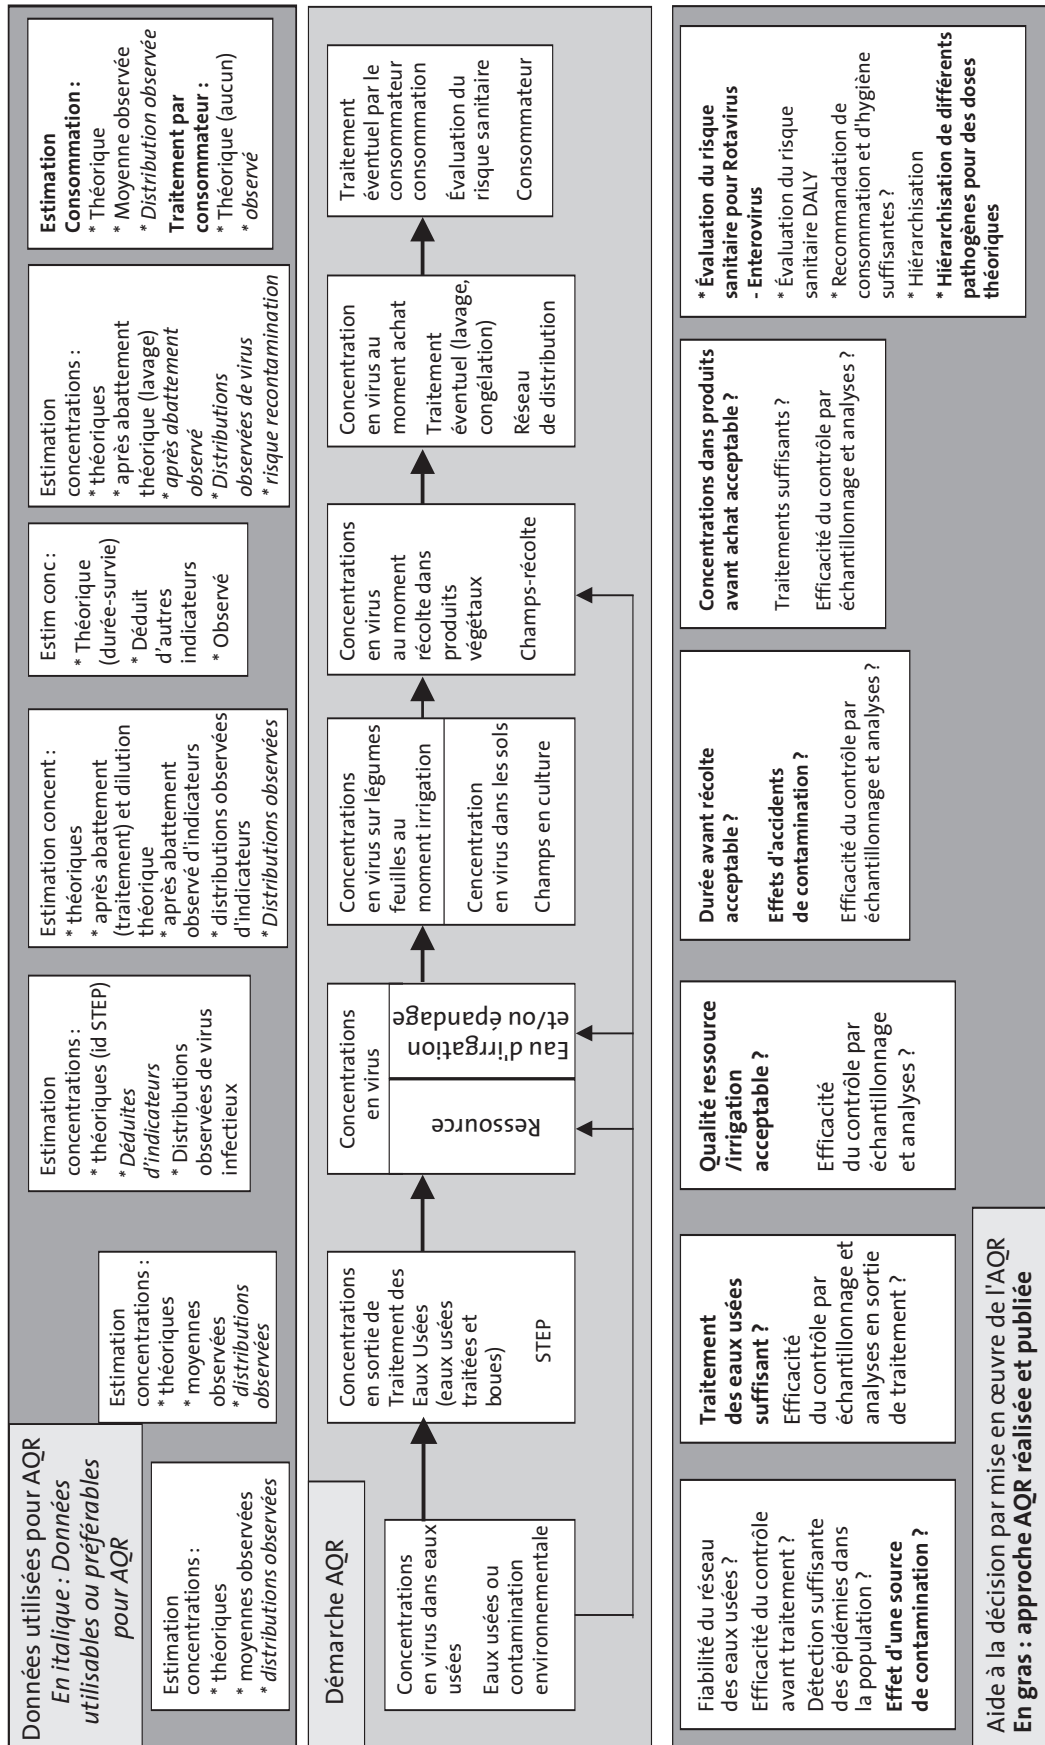 Données utilisées pour AQR
En italique : Données
utilisables ou préférables
pour AQR
Estimation
concentrations :
* théoriques
* moyennes observées
* distributions observées
Estimation
concentrations :
* théoriques
* moyennes
observées
* distributions
observées
Estimation
concentrations :
* théoriques (id STEP)
* Déduites
d'indicateurs
* Distributions
observées de virus
infectieux
Estimation concent :
* théoriques
* après abattement
(traitement) et dilution
théorique
* après abattement
observé d'indicateurs
* distributions observées
d'indicateurs
* Distributions observées
Estim conc :
* Théorique
(durée-survie)
* Déduit
d'autres
indicateurs
* Observé
Estimation
concentrations :
* théoriques
* après abattement
théorique (lavage)
* après abattement
observé
* Distributions
observées de virus
* risque recontamination
Estimation
Consommation :
* Théorique
* Moyenne observée
* Distribution observée
Traitement par
consommateur :
* Théorique (aucun)
* observé
Démarche AQR
Concentrations
en virus dans eaux
usées
Eaux usées ou
contamination
environnementale
Concentrations
en sortie de
Traitement des
Eaux Usées
(eaux usées
traitées et
boues)
STEP
Concentrations
en virus
Ressource
Eau d'irrgation
et/ou épandage
Concentrations
en virus sur légumes
feuilles au
moment irrigation
Cencentration
en virus dans les sols
Champs en culture
Concentrations
en virus
au moment
récolte dans
produits
végétaux
Champs-récolte
Concentration
en virus au
moment achat
Traitement
éventuel (lavage,
congélation)
Réseau
de distribution
Traitement
éventuel par le
consommateur
consommation
Évaluation du
risque sanitaire
Consommateur
Fiabilité du réseau
des eaux usées ?
Efficacité du contrôle
avant traitement ?
Détection suffisante
des épidémies dans
la population ?
Effet d'une source
de contamination ?
Traitement
des eaux usées
suffisant ?
Efficacité
du contrôle par
échantillonnage et
analyses en sortie
de traitement ?
Qualité ressource
/irrigation
acceptable ?
Efficacité
du contrôle par
échantillonnage
et analyses ?
Durée avant récolte
acceptable ?
Effets d'accidents
de contamination ?
Efficacité du contrôle par
échantillonnage et analyses ?
Concentrations dans produits
avant achat acceptable ?
Traitements suffisants ?
Efficacité du contrôle par
échantillonnage et analyses ?
* Évaluation du risque
sanitaire pour Rotavirus
- Enterovirus
* Évaluation du risque
sanitaire DALY
* Recommandation de
consommation et d'hygiène
suffisantes ?
* Hiérarchisation
* Hiérarchisation de différents
pathogènes pour des doses
théoriques
Aide à la décision par mise en œuvre de l'AQR
En gras : approche AQR réalisée et publiée